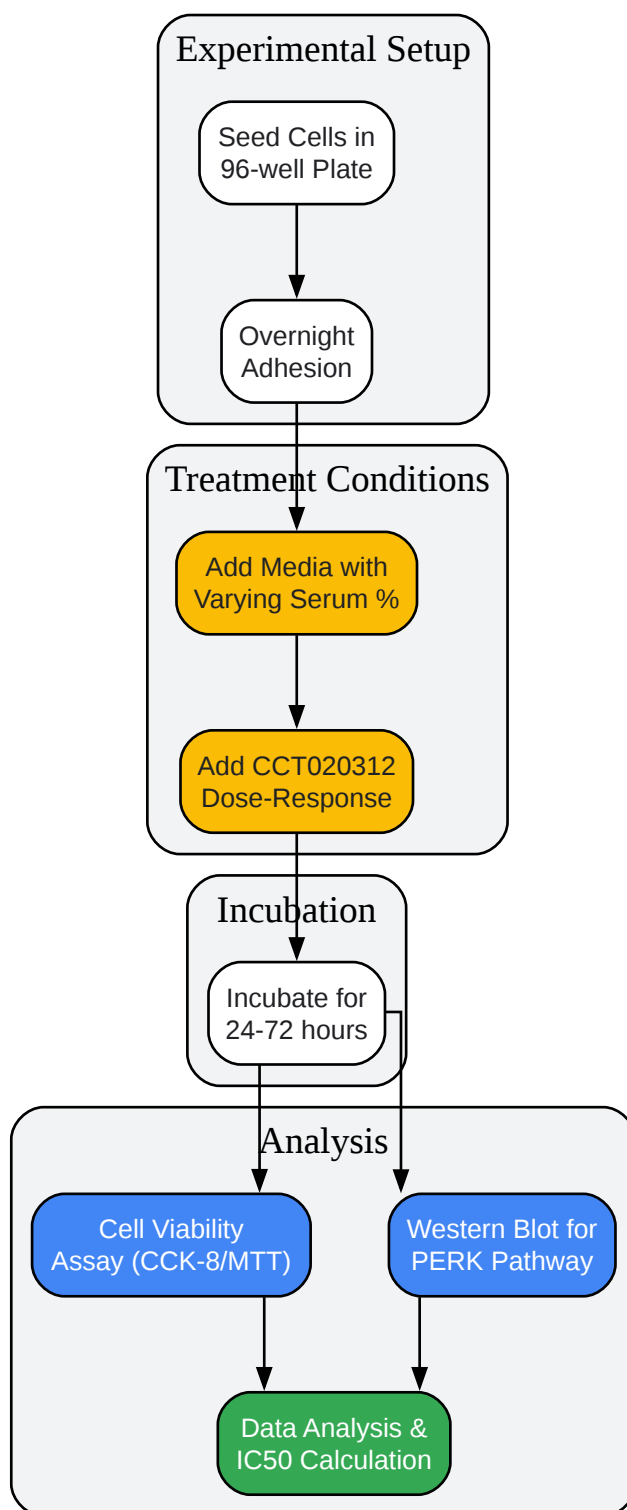 Experimental Setup
Seed Cells in
96-well Plate
Overnight
Adhesion
Treatment Conditions
Add Media with
Varying Serum %
Add CCT020312
Dose-Response
Incubation
Incubate for
24-72 hours
Analysis
Cell Viability
Assay (CCK-8/MTT)
Western Blot for
PERK Pathway
Data Analysis &
IC50 Calculation